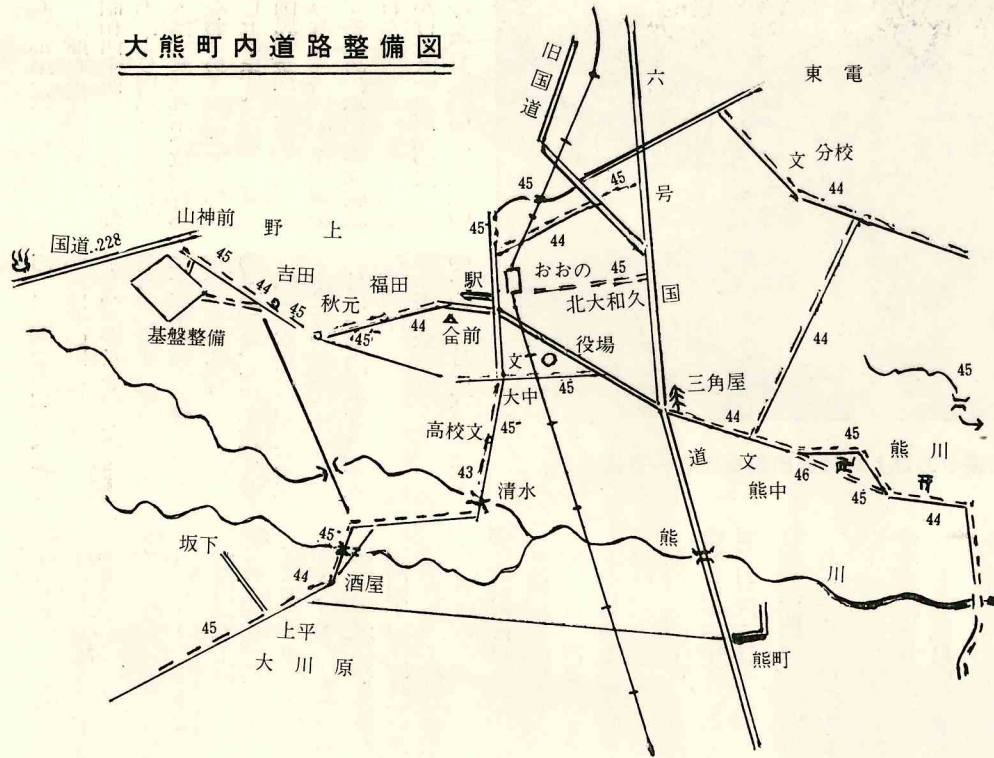 大熊町内道路整備図
旧国道
六号国道
東電
文 分校
45
44
45
45
44
44
山神前
野上
国道.228
45
吉田
44
45
秋元
福田
45
44
駅
おおの
45
北大和久
基盤整備
前
文
役場
大中
45
三角屋
44
45
高校文
45
43
清水
文
熊中
46
45
45
熊川
44
坂下
45
44
酒屋
45
上平
大川原
熊川
熊町